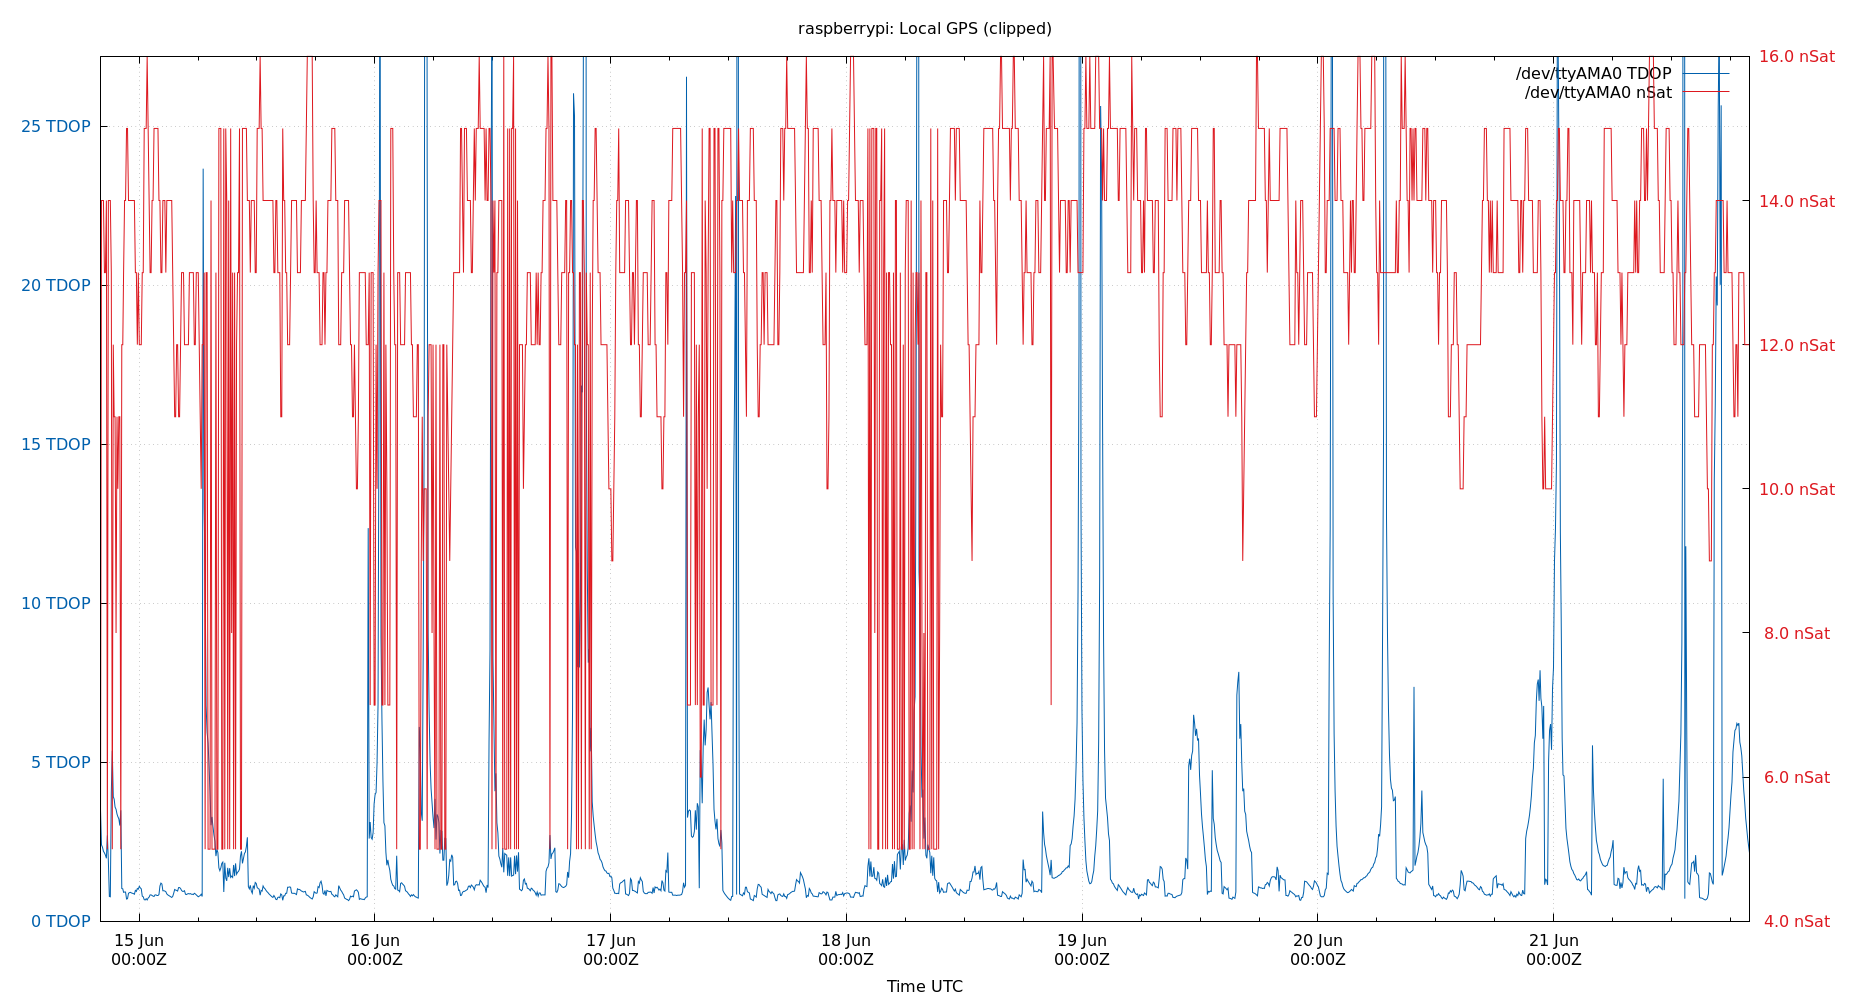 raspberrypi: Local GPS (clipped)
/dev/ttyAMA0 TDOP
/dev/ttyAMA0 nSat
25 TDOP
20 TDOP
15 TDOP
10 TDOP
5 TDOP
0 TDOP
16.0 nSat
14.0 nSat
12.0 nSat
10.0 nSat
8.0 nSat
6.0 nSat
4.0 nSat
15 Jun
00:00Z
16 Jun
00:00Z
17 Jun
00:00Z
18 Jun
00:00Z
19 Jun
00:00Z
20 Jun
00:00Z
21 Jun
00:00Z
Time UTC